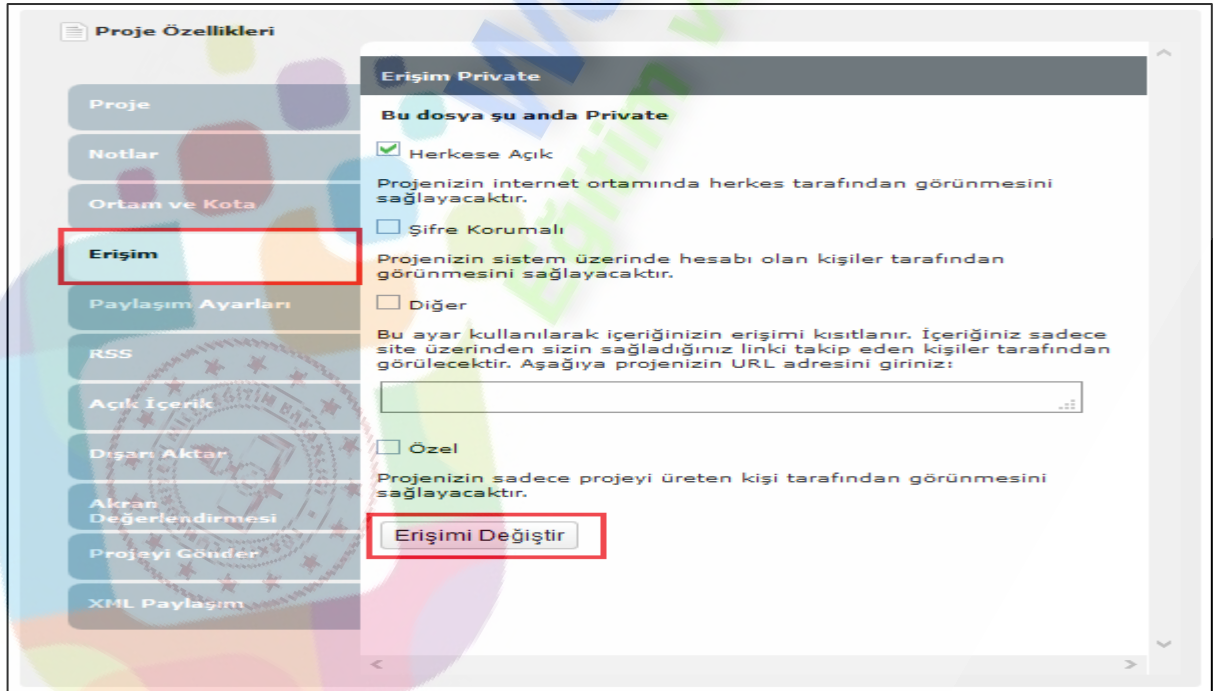 Proje Özellikleri
Proje
Notlar
Ortam ve Kota
Erişim
Paylaşım Ayarları
RSS
Açık İçerik
Dışarı Aktar
Akran
Değerlendirmesi
Projeyi Gönder
XML Paylaşım
Erişim Private
Bu dosya şu anda Private
Herkese Açık
Projenizin internet ortamında herkes tarafından görünmesini
sağlayacaktır.
Şifre Korumalı
Projenizin sistem üzerinde hesabı olan kişiler tarafından
görünmesini sağlayacaktır.
Diğer
Bu ayar kullanılarak içeriğinizin erişimi kısıtlanır. İçeriğiniz sadece
site üzerinden sizin sağladığınız linki takip eden kişiler tarafından
görülecektir. Aşağıya projenizin URL adresini giriniz:
Özel
Projenizin sadece projeyi üreten kişi tarafından görünmesini
sağlayacaktır.
Erişimi Değiştir
Eğitim